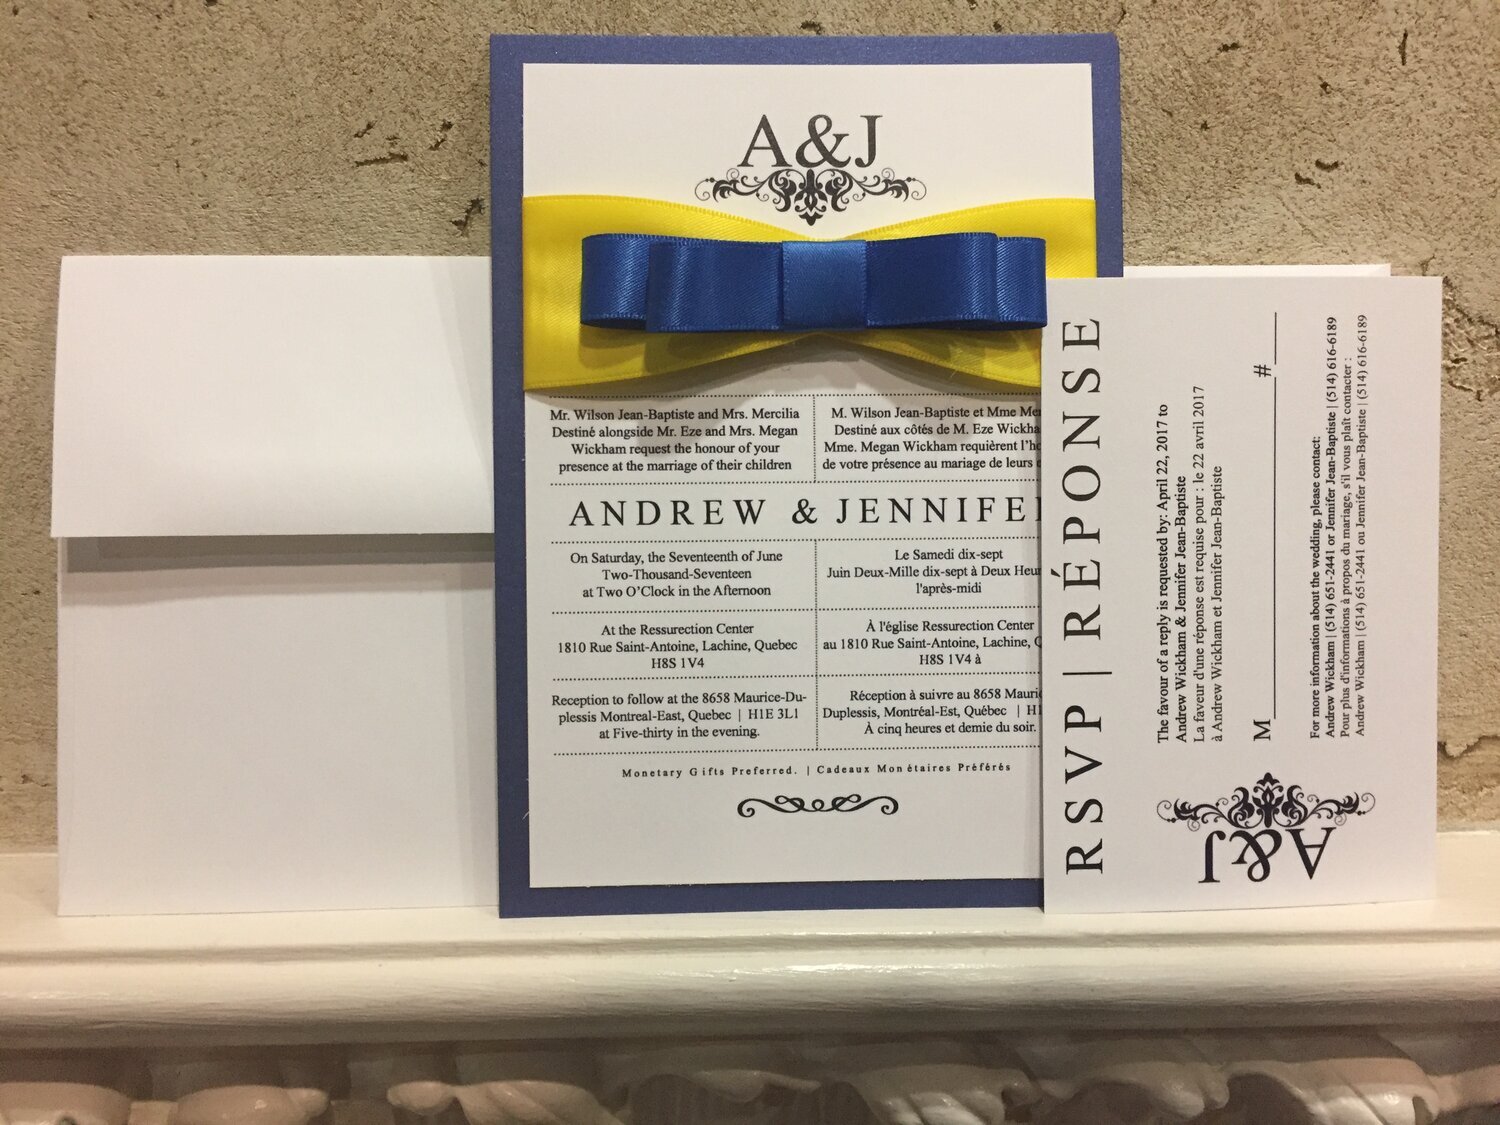 A&J
Mr. Wilson Jean-Baptiste and Mrs. Mercilia
Destiné alongside Mr. Eze and Mrs. Megan
Wickham request the honour of your
presence at the marriage of their children
M. Wilson Jean-Baptiste et Mme
Destiné aux côtés de M. Eze
Mme. Megan Wickham requièrent
de votre présence au mariage de leurs
ANDREW & JENNIFE
On Saturday, the Seventeenth of June
Two-Thousand-Seventeen
at Two O'Clock in the Afternoon
Le Samedi dix-sept
Juin Deux-Mille dix-sept à Deux
l'après-midi
At the Ressurection Center
1810 Rue Saint-Antoine, Lachine, Quebec
H8S 1V4
À l'église Ressurection Center
au 1810 Rue Saint-Antoine, Lachine,
H8S 1V4 à
Reception to follow at the 8658 Maurice-Du-
plessis Montreal-East, Quebec | H1E 3L1
at Five-thirty in the evening.
Réception à suivre au 8658
Duplessis, Montréal-Est, Québec |
À cinq heures et demie du soir.
Monetary Gifts Preferred. | Cadeaux Monétaires Préférés
RSVP | RÉPONSE
The favour of a reply is requested by: April 22, 2017 to
Andrew Wickham & Jennifer Jean-Baptiste
La faveur d'une réponse est requise pour : le 22 avril 2017
à Andrew Wickham et Jennifer Jean-Baptiste
M #
For more information about the wedding, please contact:
Andrew Wickham | (514) 651-2441 or Jennifer Jean-Baptiste | (514) 616-6189
Pour plus d'informations à propos du mariage, s'il vous plaît contacter :
Andrew Wickham | (514) 651-2441 ou Jennifer Jean-Baptiste | (514) 616-6189
A&J